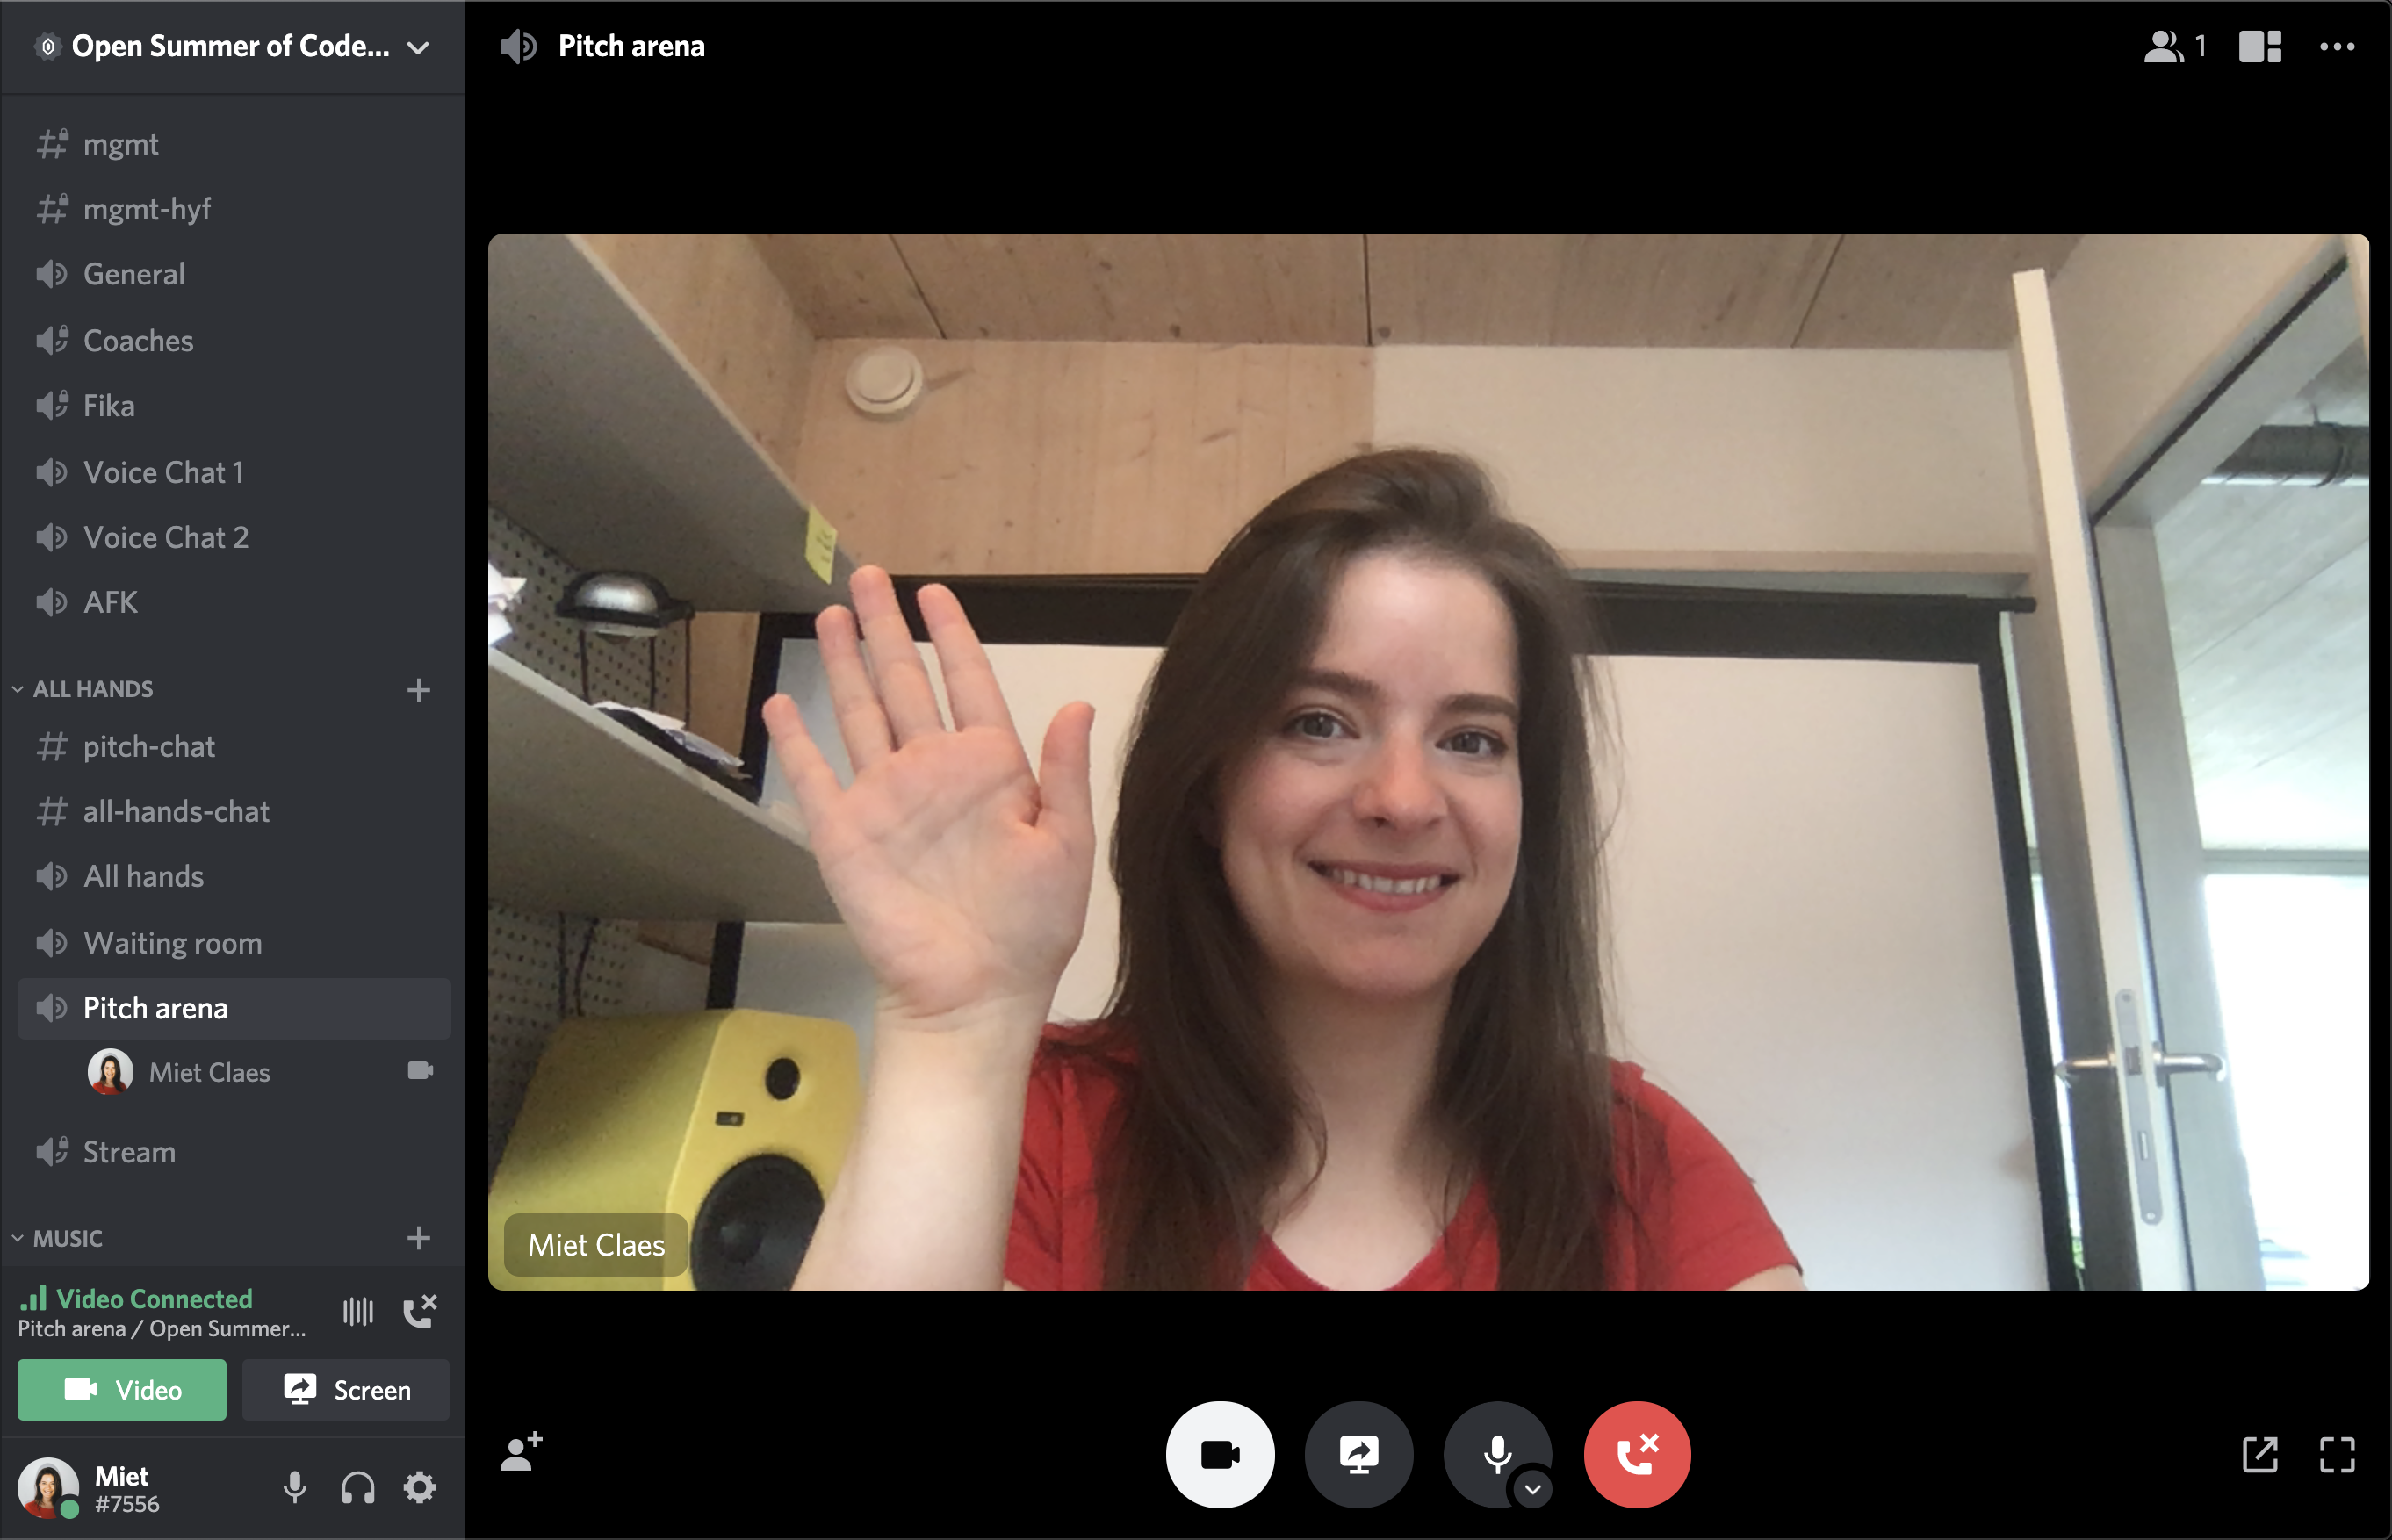 Open Summer of Code...
mgmt
mgmt-hyf
General
Coaches
Fika
Voice Chat 1
Voice Chat 2
AFK
ALL HANDS
pitch-chat
all-hands-chat
All hands
Waiting room
Pitch arena
Miet Claes
Stream
MUSIC
Video Connected
Pitch arena / Open Summer...
Video
Screen
Miet
#7556
Pitch arena
1
Miet Claes